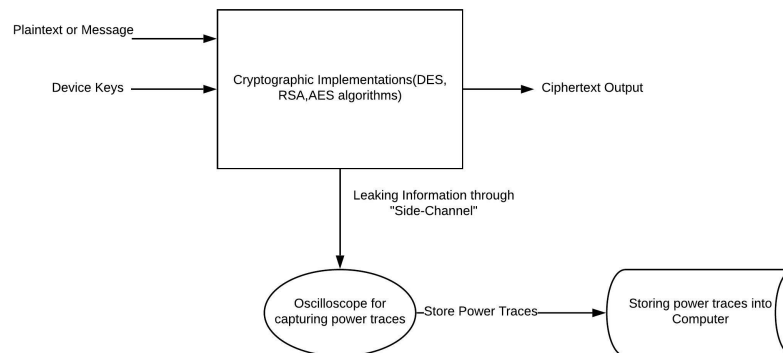 Plaintext or Message
Device Keys
Cryptographic Implementations(DES,
RSA,AES algorithms)
Ciphertext Output
Leaking Information through
"Side-Channel"
Oscilloscope for
capturing power traces
Store Power Traces
Storing power traces into
Computer